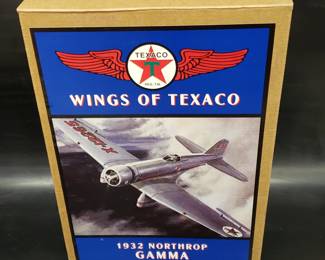 TEXACO
WINGS OF TEXACO
1932 NORTHROP
GAMMA